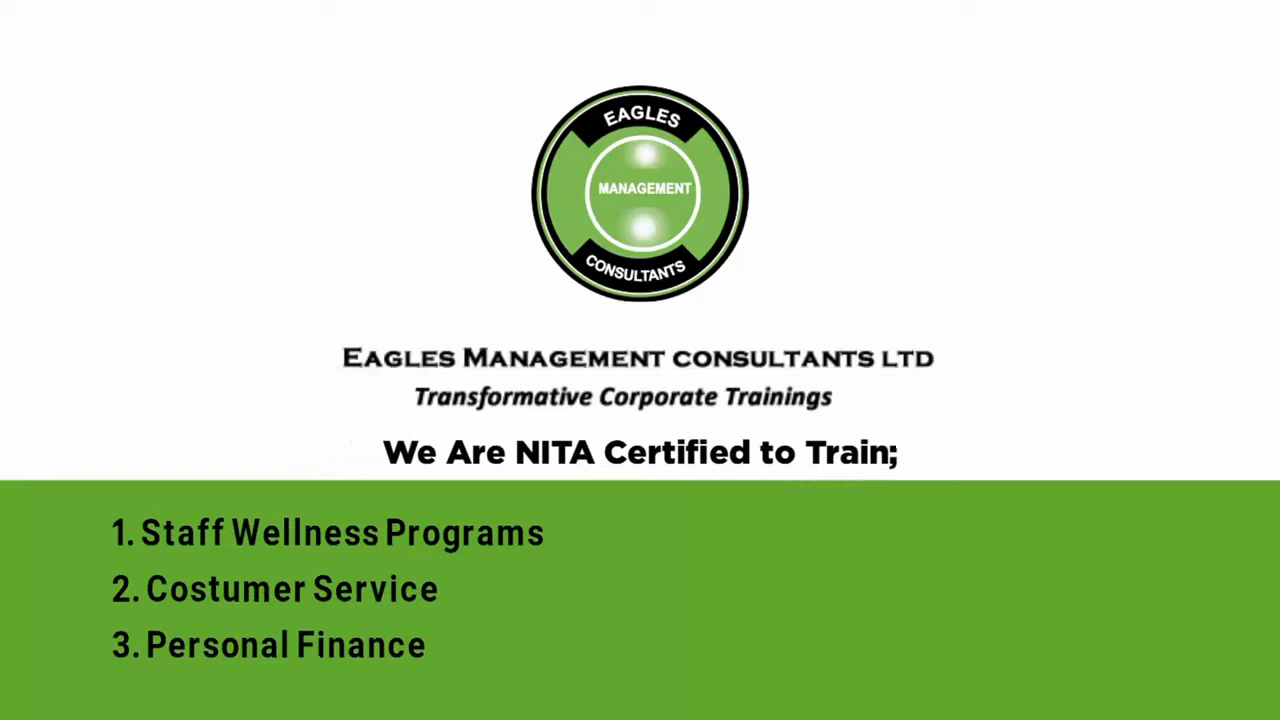 EAGLES
MANAGEMENT
CONSULTANTS
EAGLES MANAGEMENT CONSULTANTS LTD
Transformative Corporate Trainings
We Are NITA Certified to Train;
1. Staff Wellness Programs
2. Costumer Service
3. Personal Finance